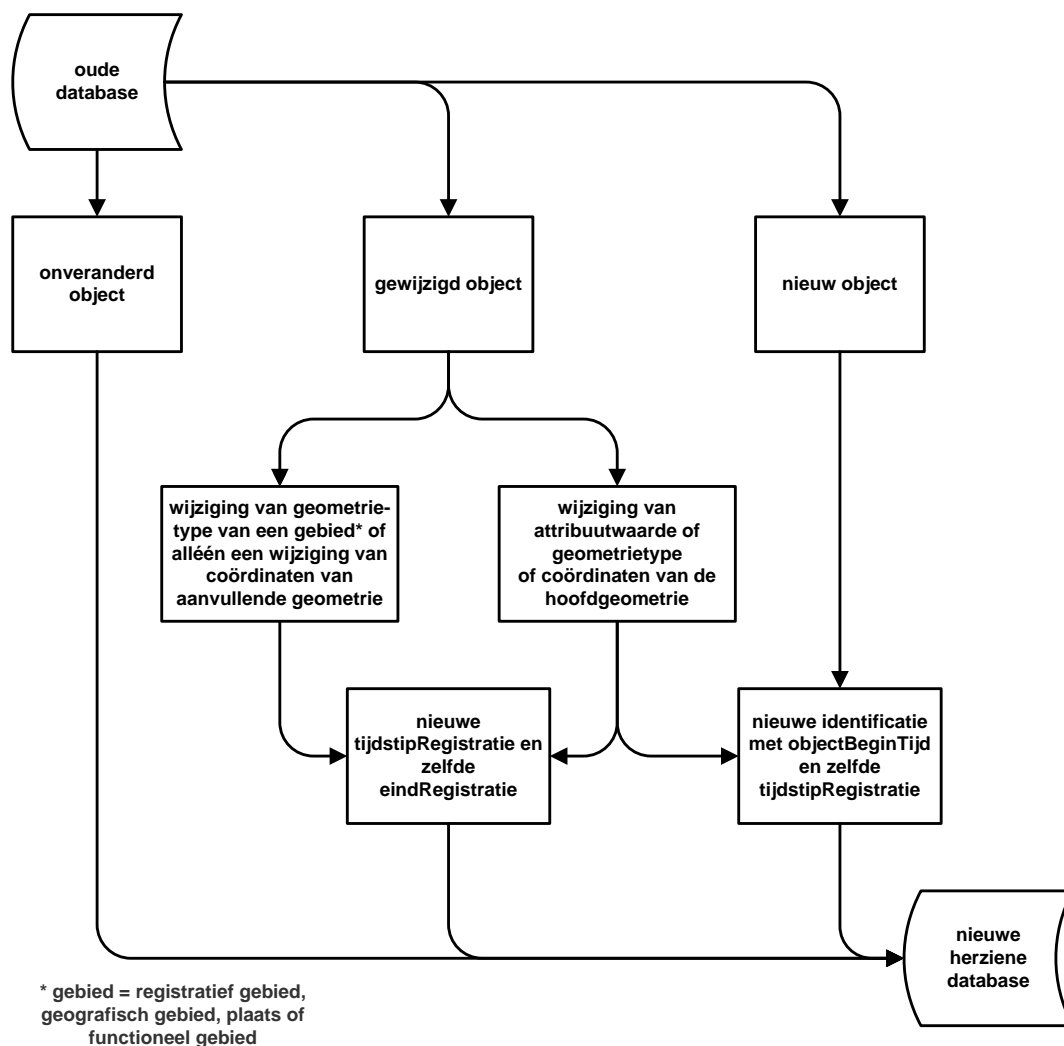 oude
database
onveranderd
object
gewijzigd object
nieuw object
wijziging van geometrie-
type van een gebied* of
alléén een wijziging van
coördinaten van
aanvullende geometrie
wijziging van
attribuutwaarde of
geometrietype
of coördinaten van de
hoofdgeometrie
nieuwe
tijdstipRegistratie en
zelfde
eindRegistratie
nieuwe identificatie
met objectBeginTijd
en zelfde
tijdstipRegistratie
nieuwe
herziene
database
* gebied = registratief gebied,
geografisch gebied, plaats of
functioneel gebied